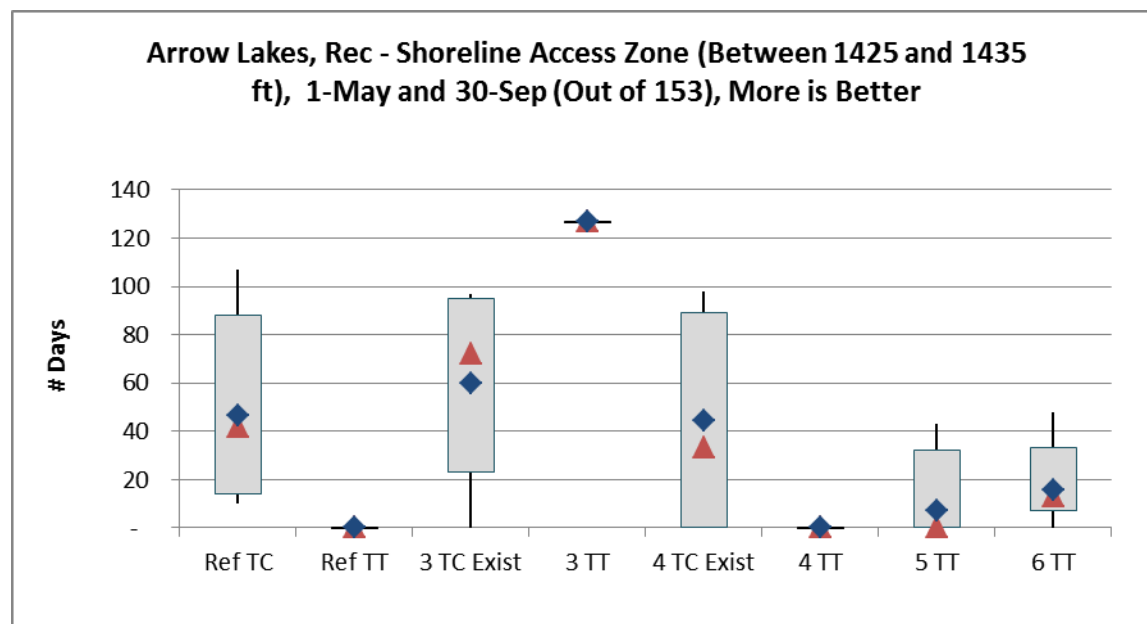 Arrow Lakes, Rec - Shoreline Access Zone (Between 1425 and 1435
ft), 1-May and 30-Sep (Out of 153), More is Better
140
120
100
80
60
40
20
-
# Days
Ref TC
Ref TT
3 TC Exist
3 TT
4 TC Exist
4 TT
5 TT
6 TT